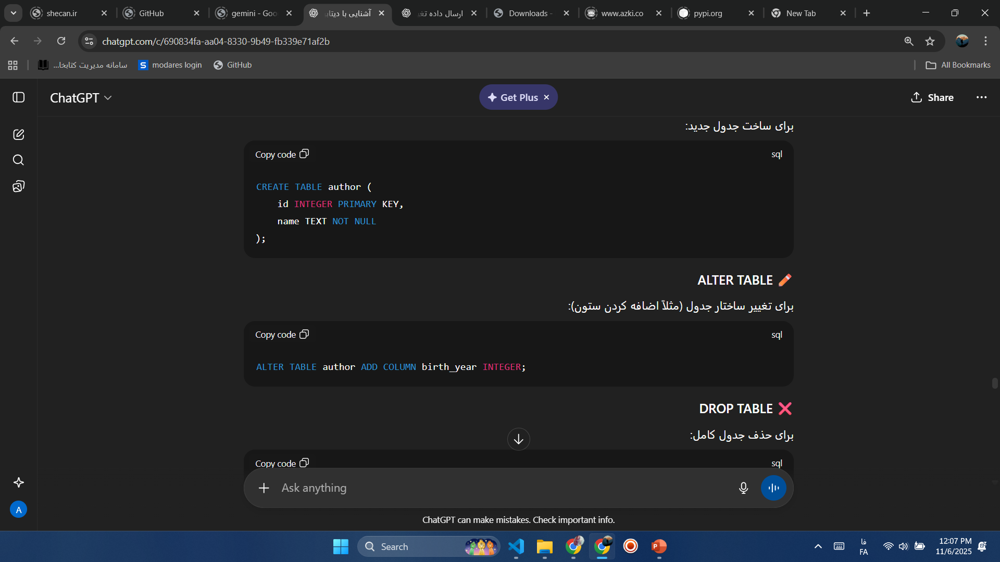 shecan.ir
GitHub
gemini - Goo
آشنایی با دیتابی
ارسال داده تغی
Downloads -
www.azki.co
pypi.org
New Tab
chatgpt.com/c/690834fa-aa04-8330-9b49-fb339e71af2b
سامانه مدیریت کتابخا...
modares login
GitHub
All Bookmarks
ChatGPT
Get Plus
Share
برای ساخت جدول جدید:
Copy code
sql
CREATE TABLE author (
id INTEGER PRIMARY KEY,
name TEXT NOT NULL
);
ALTER TABLE
برای تغییر ساختار جدول (مثلاً اضافه کردن ستون):
Copy code
sql
ALTER TABLE author ADD COLUMN birth_year INTEGER;
DROP TABLE
برای حذف جدول کامل:
Copy code
sql
Ask anything
A
ChatGPT can make mistakes. Check important info.
Search
فا
FA
12:07 PM
11/6/2025